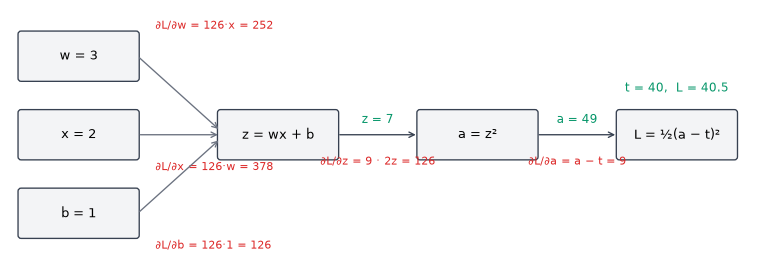 ∂L/∂w = 126·x = 252
w = 3
t = 40, L = 40.5
x = 2
z = wx + b
z = 7
a = z²
a = 49
L = ½(a − t)²
∂L/∂x = 126·w = 378
∂L/∂z = 9 · 2z = 126
∂L/∂a = a − t = 9
b = 1
∂L/∂b = 126·1 = 126